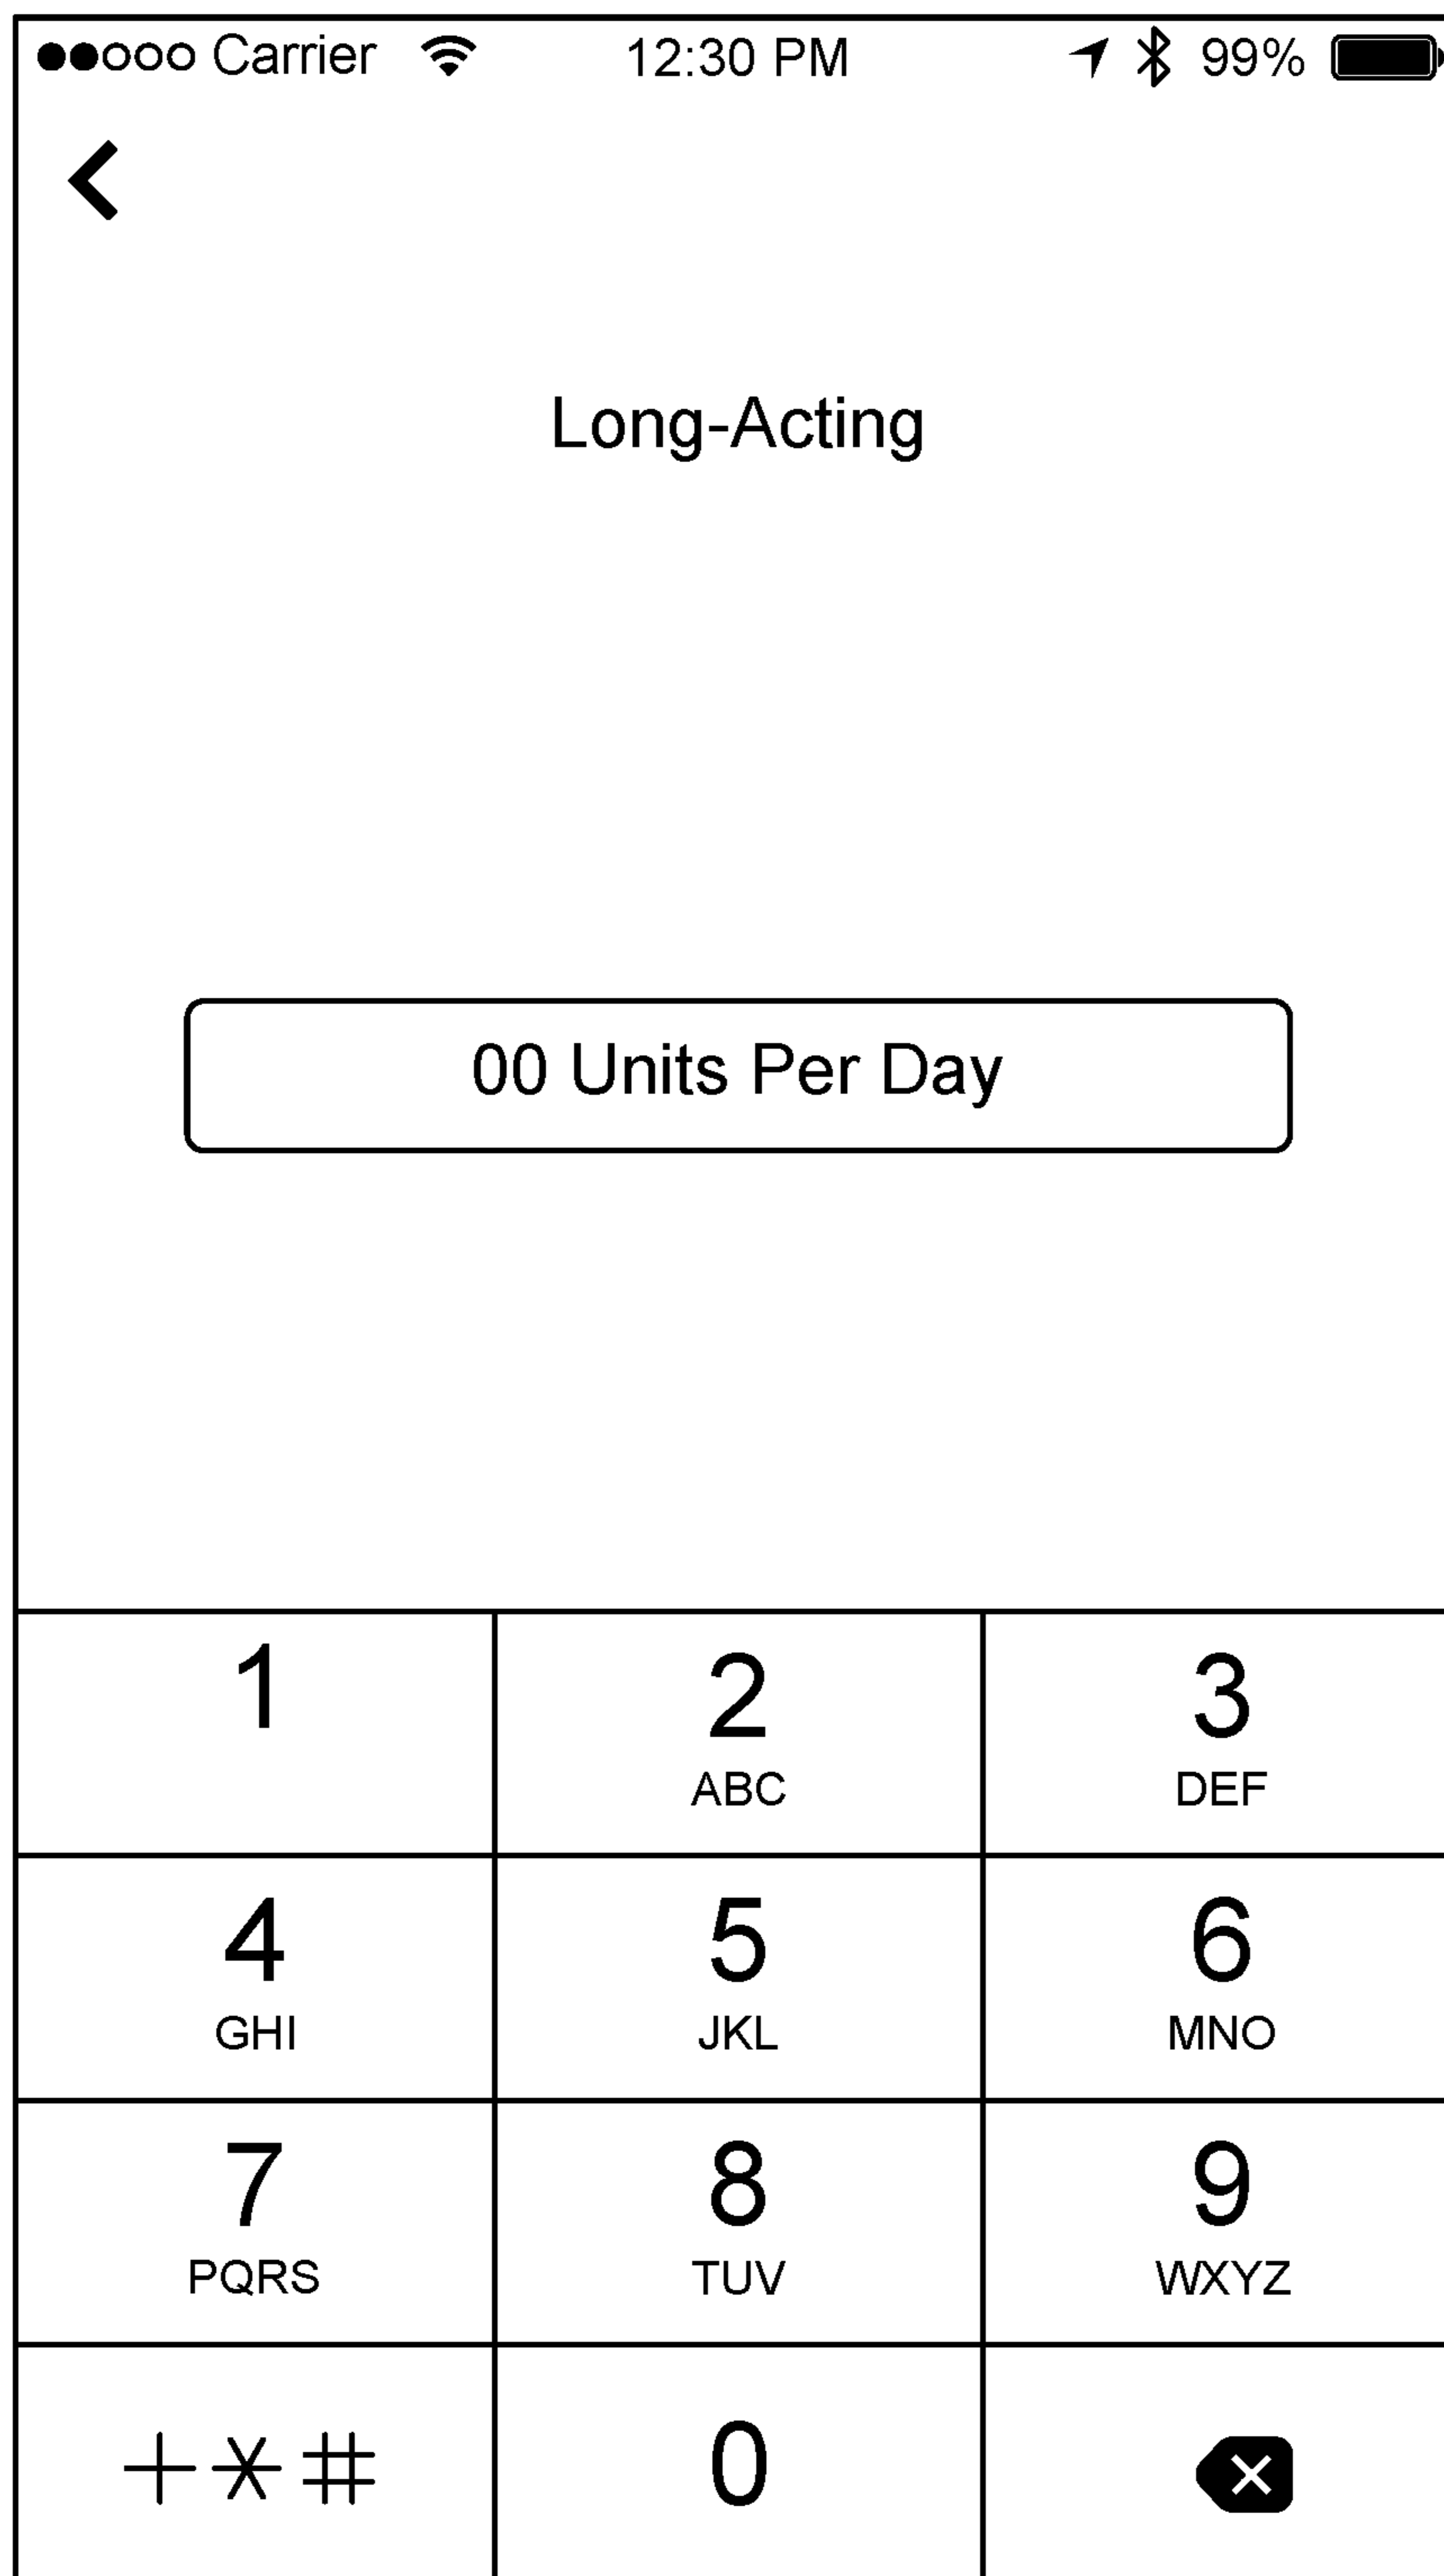 Carrier 12:30 PM 99%
Long-Acting
00 Units Per Day
1 2 3
ABC DEF
4 5 6
GHI JKL MNO
7 8 9
PQRS TUV WXYZ
+*# 0